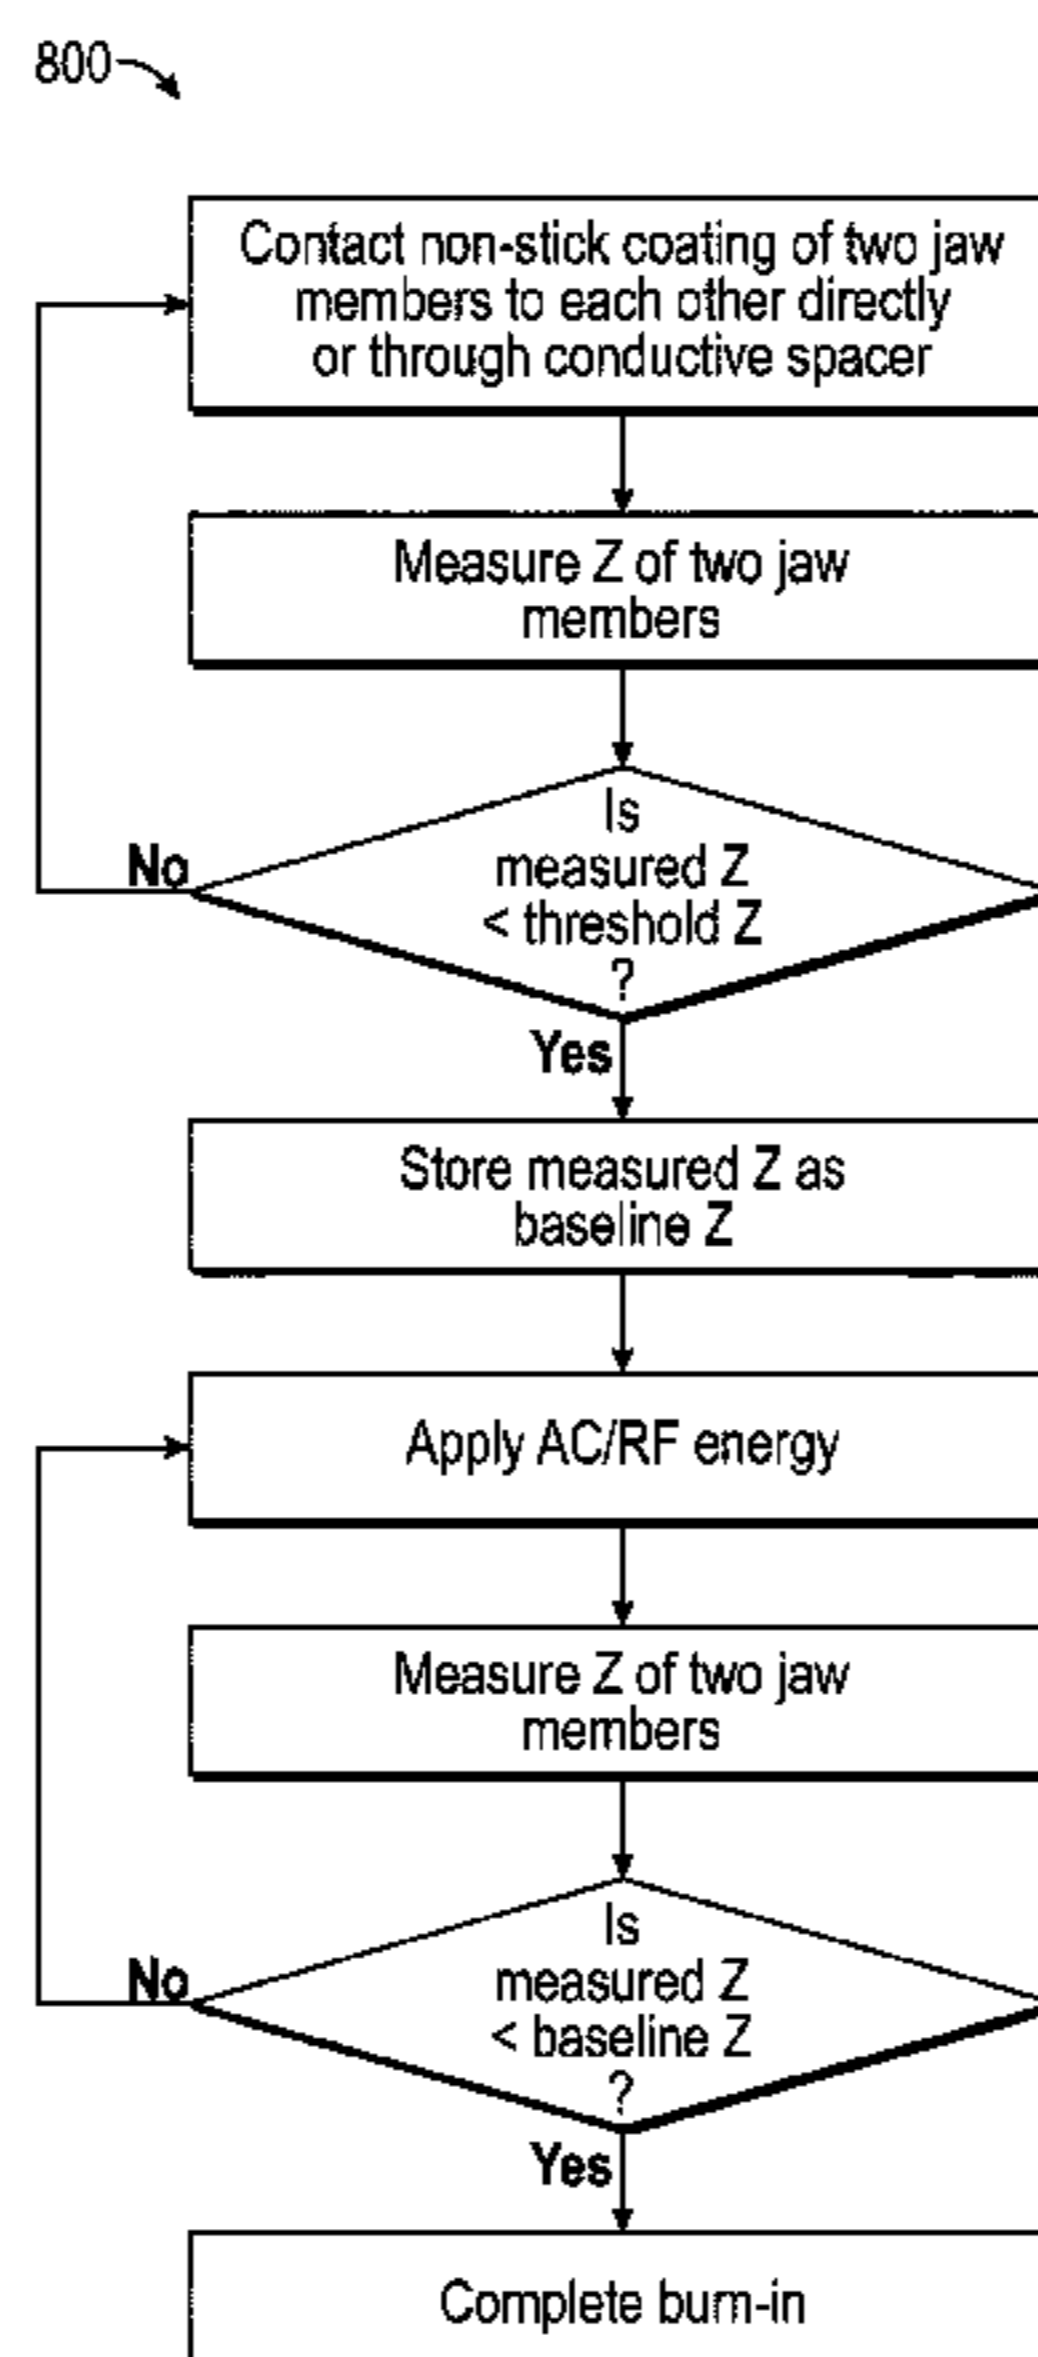 800
Contact non-stick coating of two jaw
members to each other directly
or through conductive spacer
Measure Z of two jaw
members
Is
measured Z
< threshold Z
?
No
Yes
Store measured Z as
baseline Z
Apply AC/RF energy
Measure Z of two jaw
members
Is
measured Z
< baseline Z
?
No
Yes
Complete burn-in